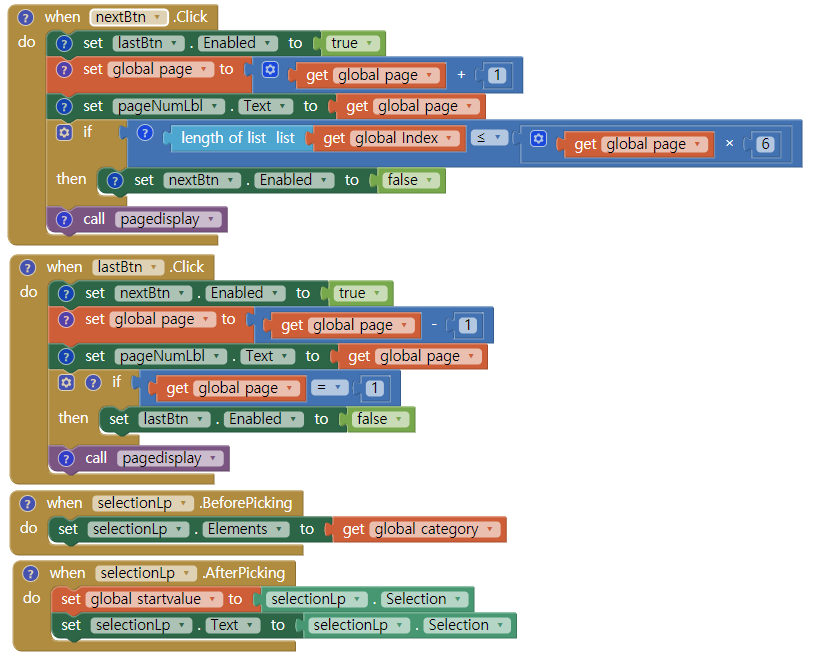 ? when nextBtn .Click
do ? set lastBtn . Enabled to true
? set global page to get global page + 1
? set pageNumLbl . Text to get global page
if ? length of list list get global Index ≤ get global page × 6
then ? set nextBtn . Enabled to false
? call pagedisplay
? when lastBtn .Click
do ? set nextBtn . Enabled to true
? set global page to get global page - 1
? set pageNumLbl . Text to get global page
? if get global page = 1
then set lastBtn . Enabled to false
? call pagedisplay
? when selectionLp .BeforePicking
do set selectionLp . Elements to get global category
? when selectionLp .AfterPicking
do set global startvalue to selectionLp . Selection
set selectionLp . Text to selectionLp . Selection